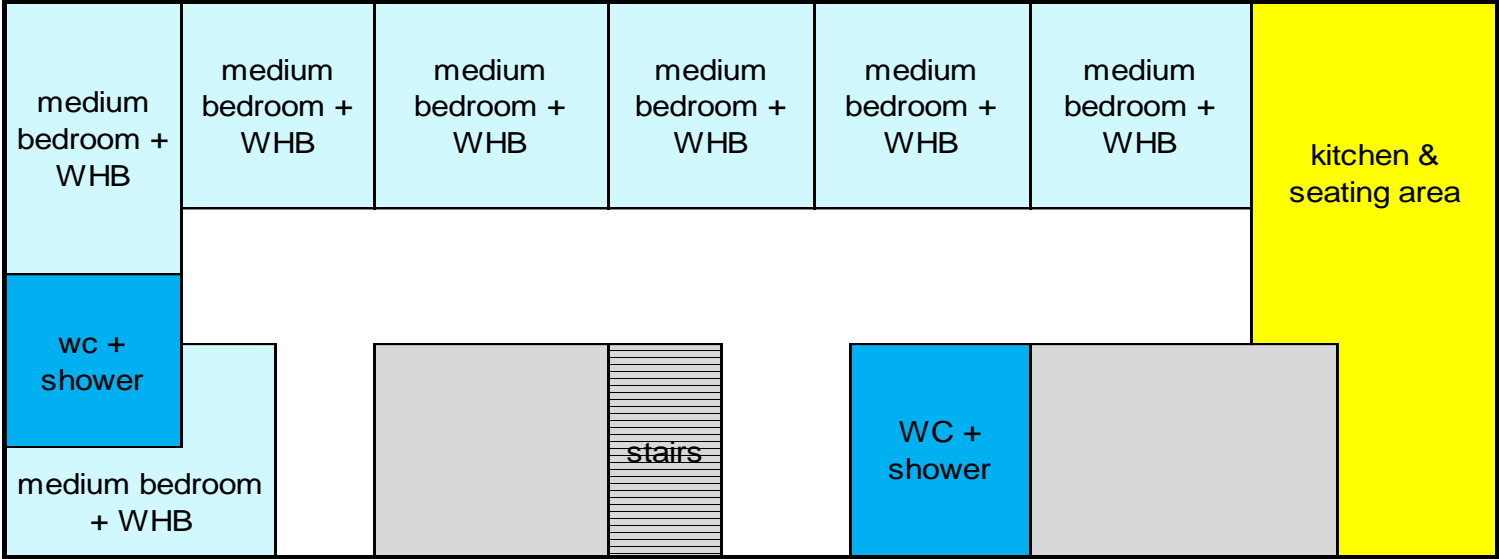 medium
bedroom +
WHB
medium
bedroom +
WHB
medium
bedroom +
WHB
medium
bedroom +
WHB
medium
bedroom +
WHB
medium
bedroom +
WHB
kitchen &
seating area
wc +
shower
medium bedroom
+ WHB
stairs
WC +
shower